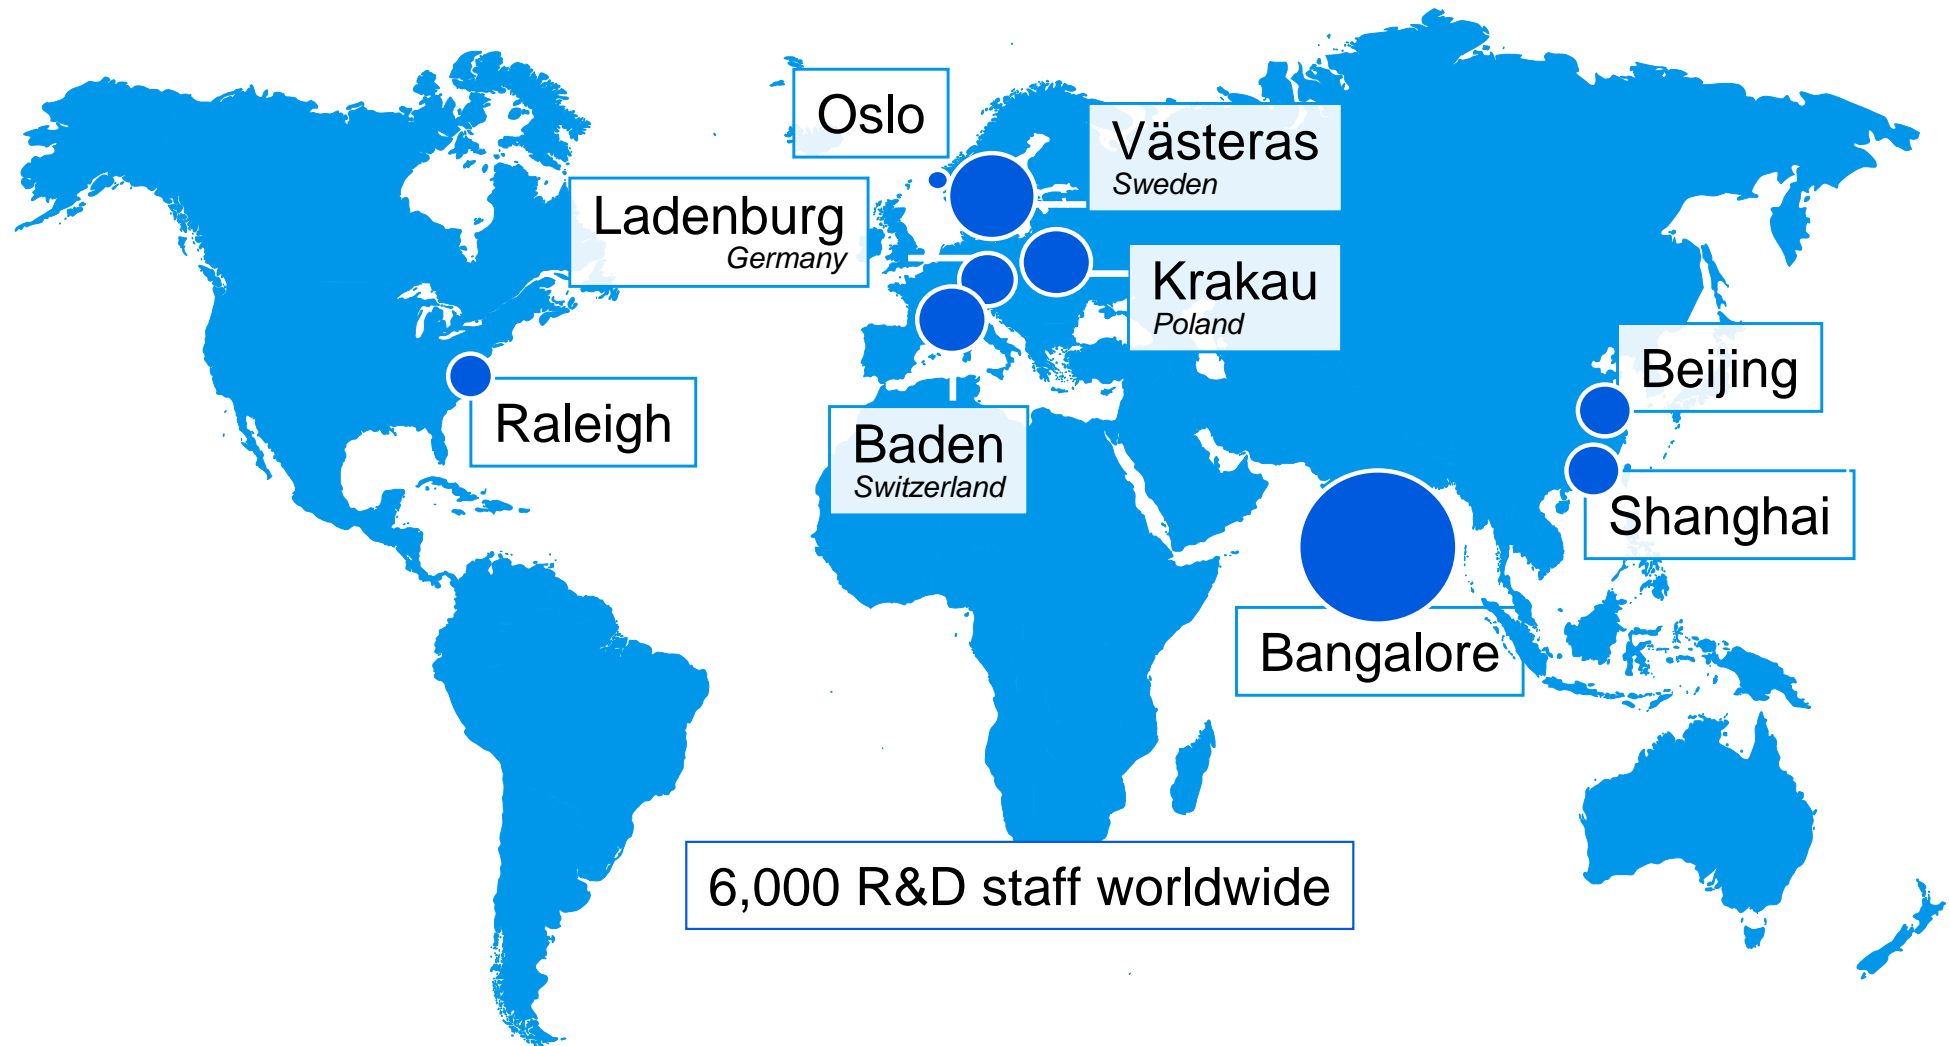 Oslo
Västeras
Sweden
Ladenburg
Germany
Krakau
Poland
Beijing
Raleigh
Baden
Switzerland
Shanghai
Bangalore
6,000 R&D staff worldwide